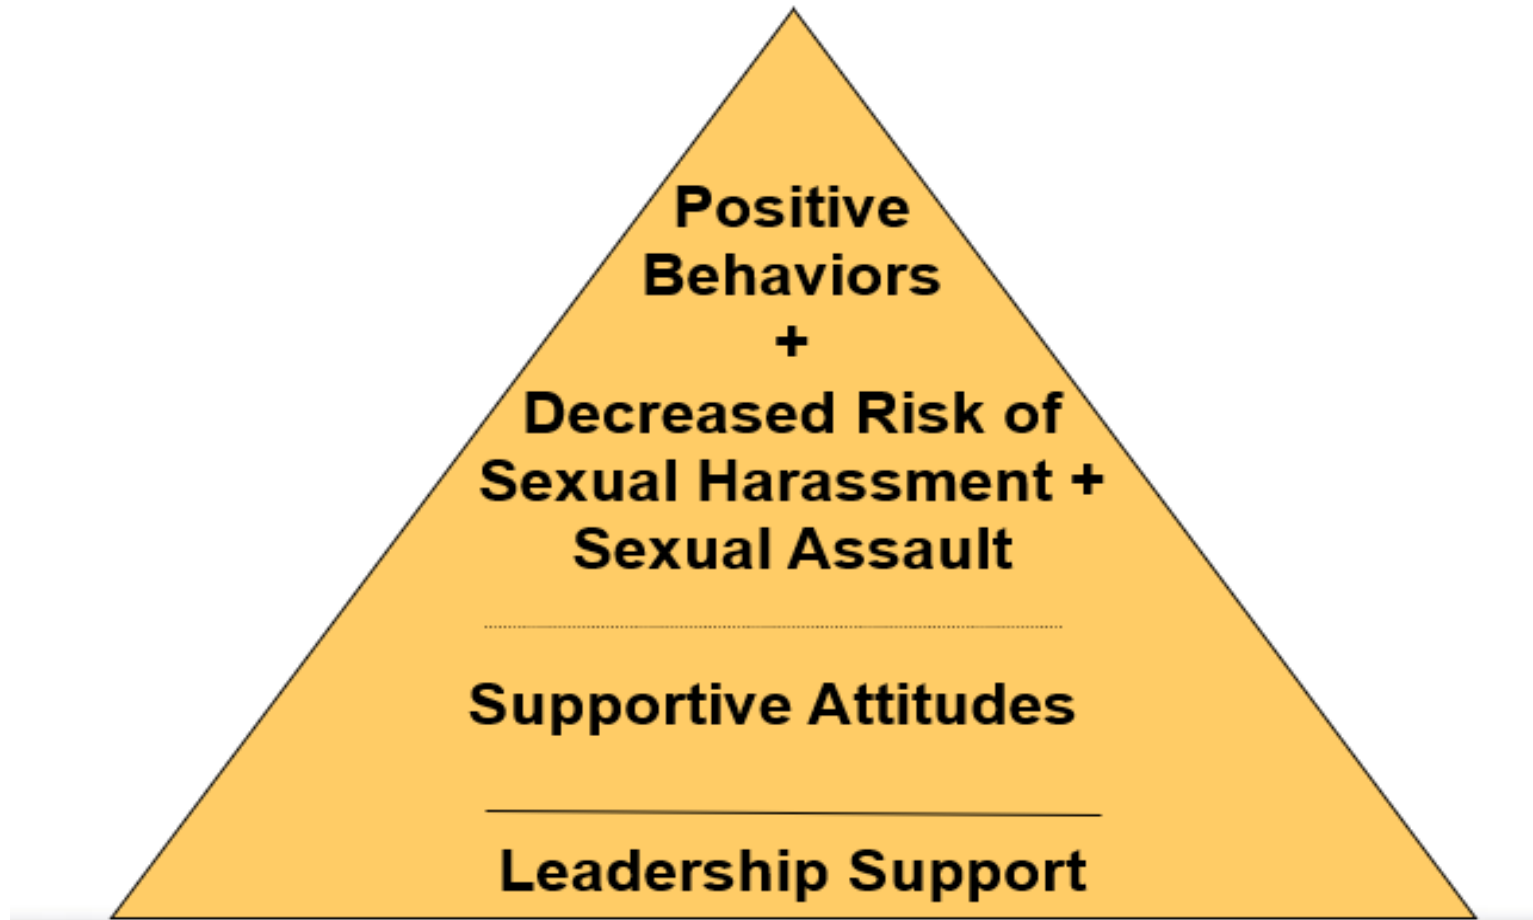 Positive
Behaviors
+
Decreased Risk of
Sexual Harassment +
Sexual Assault
Supportive Attitudes
Leadership Support